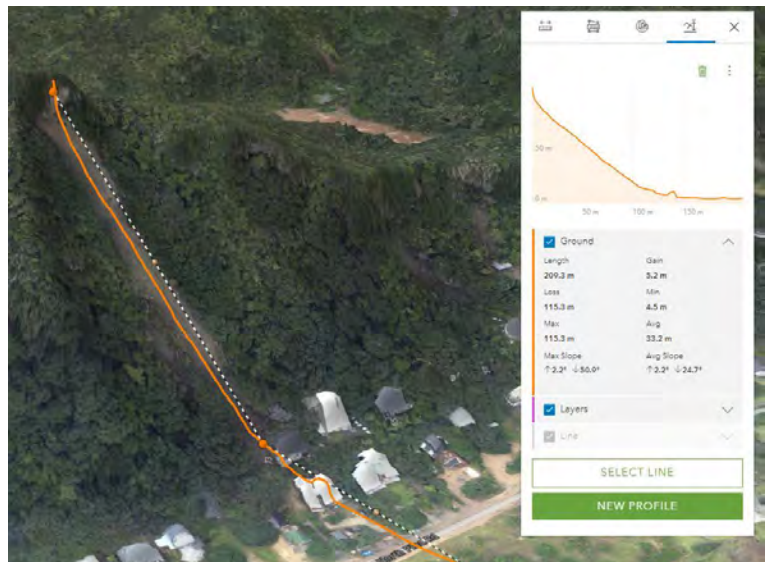 50 m
0 m
50 m 100 m 150 m
Ground
Length Gain
209.3 m 5.2 m
Loss Min
115.3 m 4.5 m
Max Avg
115.3 m 33.2 m
Max Slope Avg Slope
↑2.2° ↓50.9° ↑2.2° ↓24.7°
Layers
Line
SELECT LINE
NEW PROFILE